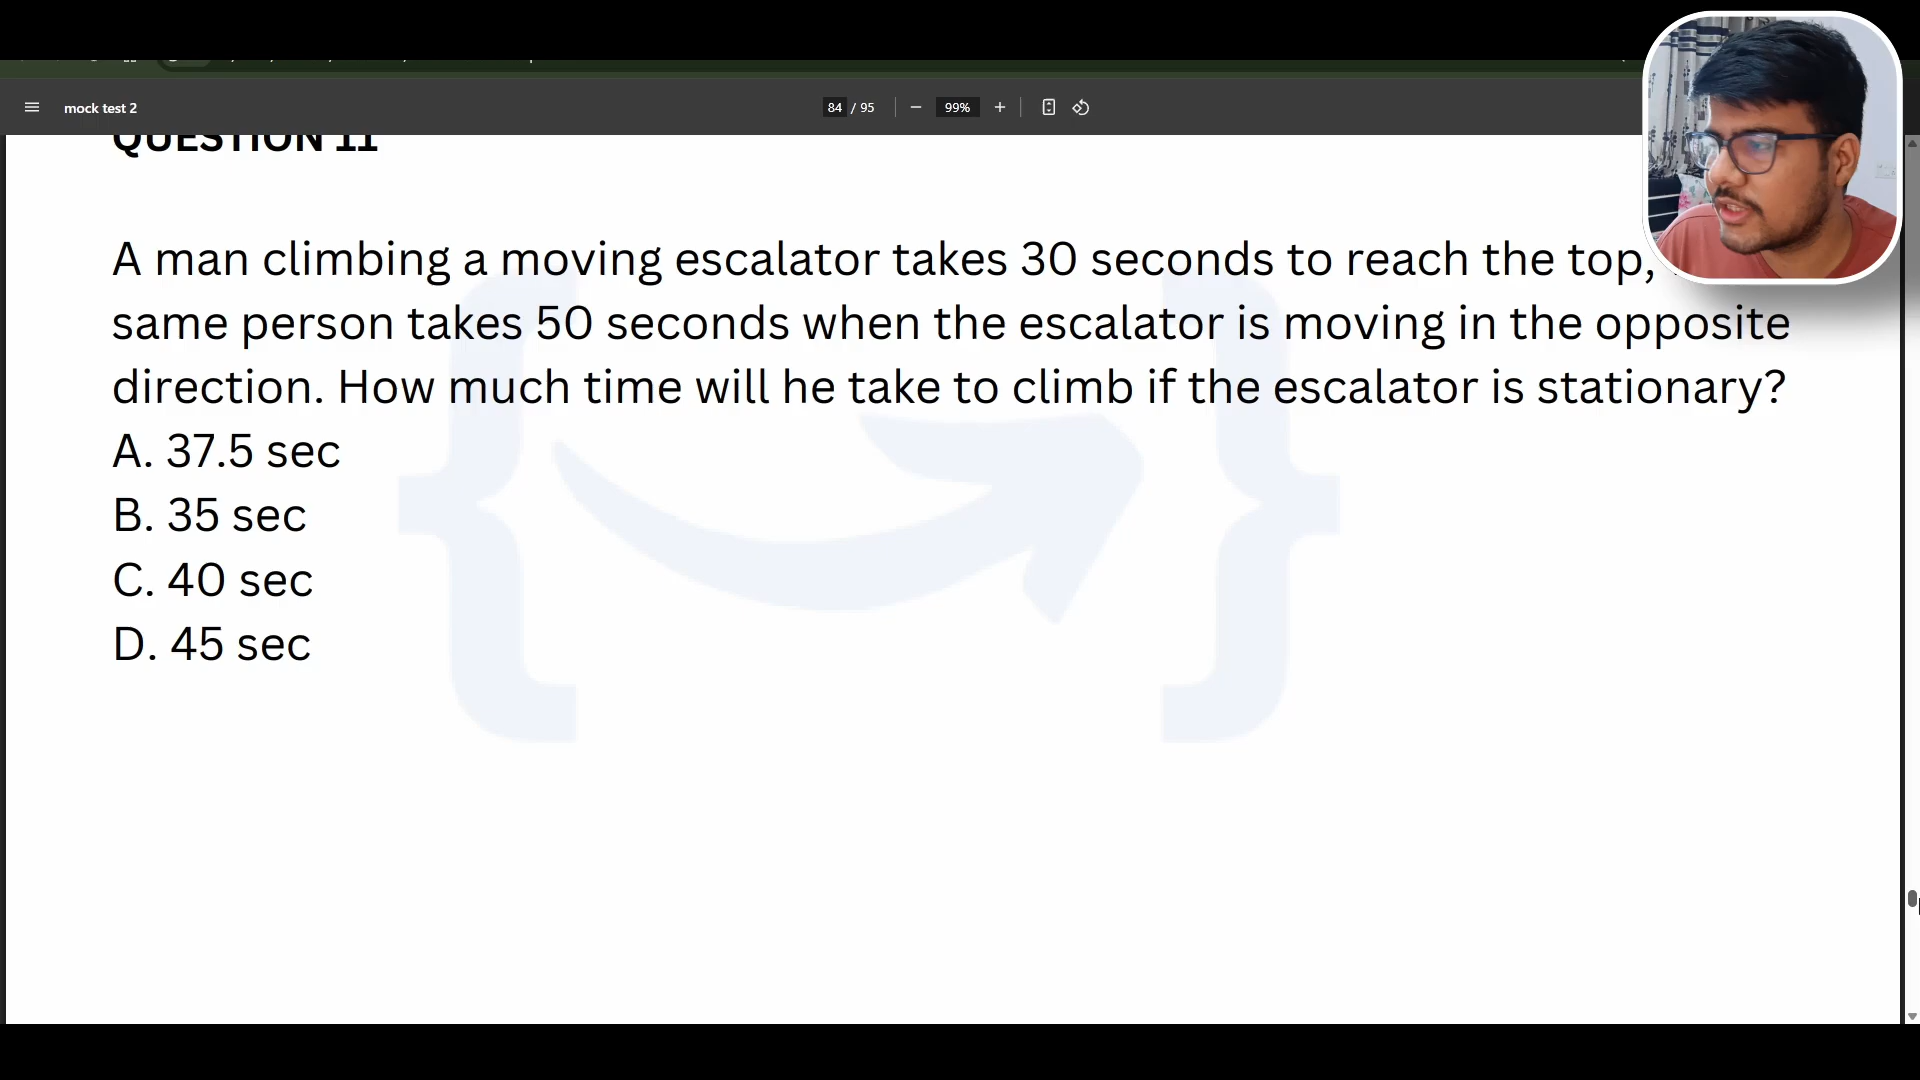 mock test 2
84 / 95
99%
QUESTION 11
A man climbing a moving escalator takes 30 seconds to reach the top,
same person takes 50 seconds when the escalator is moving in the opposite
direction. How much time will he take to climb if the escalator is stationary?
A. 37.5 sec
B. 35 sec
C. 40 sec
D. 45 sec